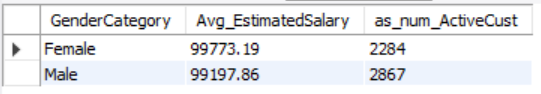 GenderCategory Avg_EstimatedSalary as_num_ActiveCust
Female 99773.19 2284
Male 99197.86 2867